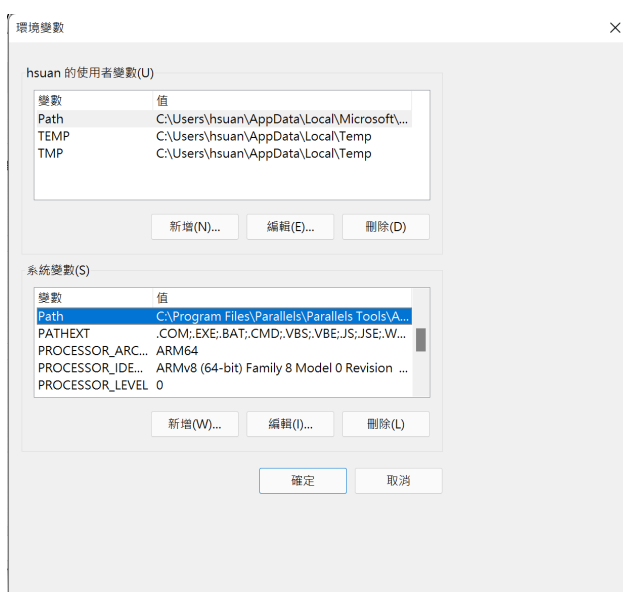 環境變數
hsuan 的使用者變數(U)
變數 值
Path C:\Users\hsuan\AppData\Local\Microsoft\...
TEMP C:\Users\hsuan\AppData\Local\Temp
TMP C:\Users\hsuan\AppData\Local\Temp
新增(N)... 編輯(E)... 刪除(D)
系統變數(S)
變數 值
Path C:\Program Files\Parallels\Parallels Tools\A...
PATHEXT .COM;.EXE;.BAT;.CMD;.VBS;.VBE;.JS;.JSE;.W...
PROCESSOR_ARC... ARM64
PROCESSOR_IDE... ARMv8 (64-bit) Family 8 Model 0 Revision ...
PROCESSOR_LEVEL 0
新增(W)... 編輯(I)... 刪除(L)
確定 取消